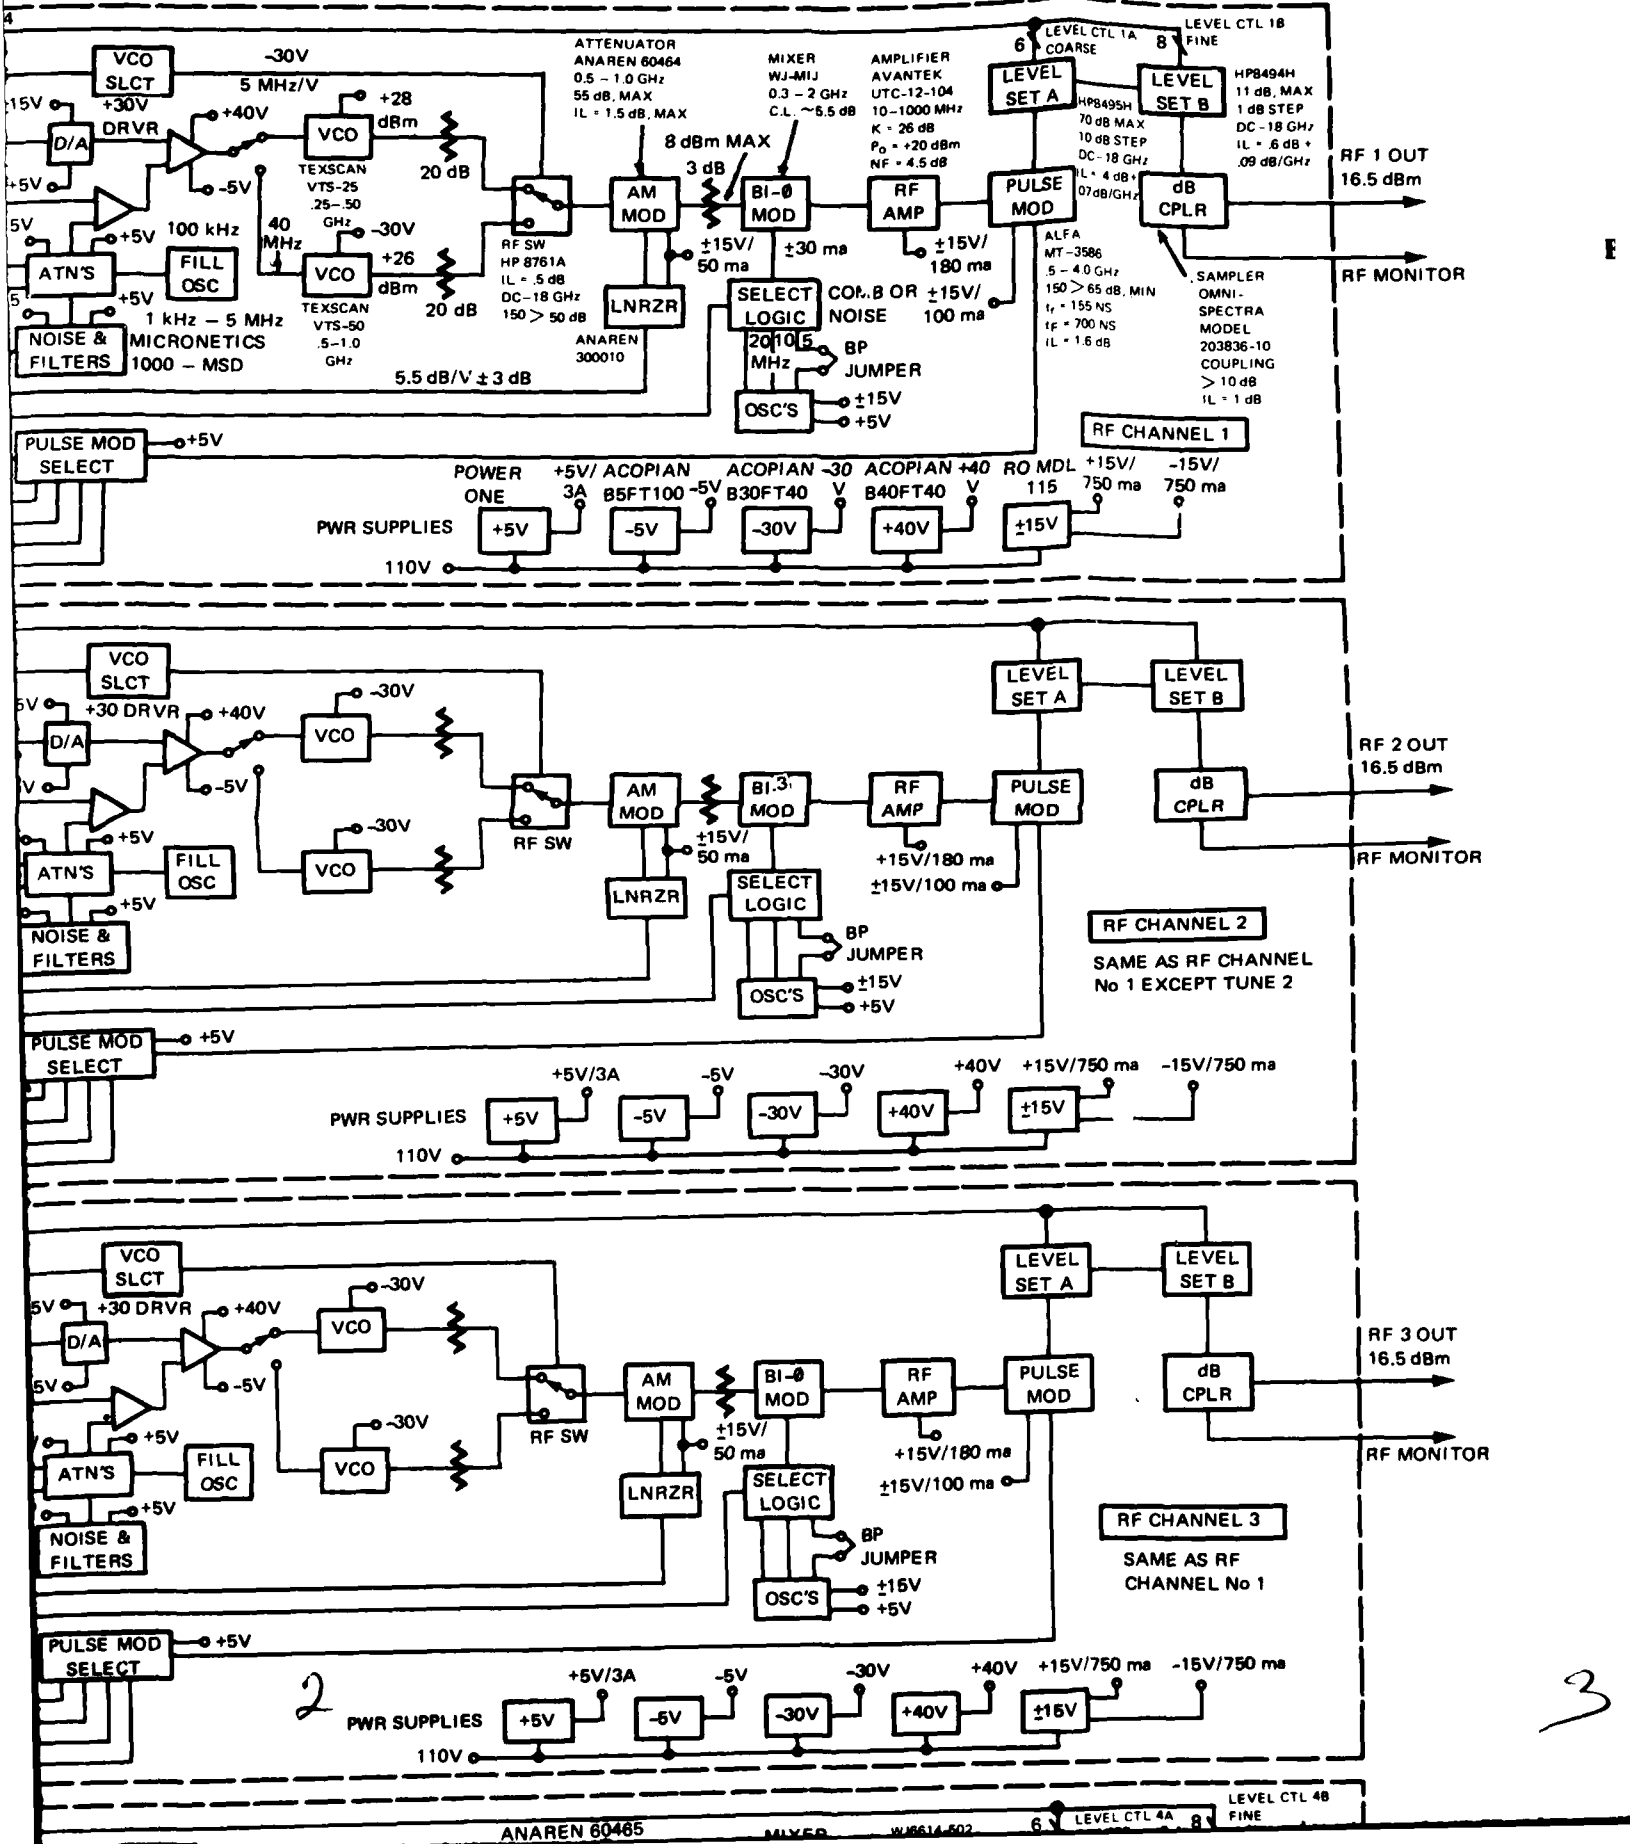 4
LEVEL CTL 1A
COARSE
6
8
LEVEL CTL 1B
FINE
VCO
SLCT
-30V
5 MHz/V
ATTENUATOR
ANAREN 60464
0.5 - 1.0 GHz
55 dB, MAX
IL = 1.5 dB, MAX
MIXER
WJ-MIJ
0.3 - 2 GHz
C.L. ~5.5 dB
AMPLIFIER
AVANTEK
UTC-12-104
10-1000 MHz
K = 26 dB
Po = +20 dBm
NF = 4.5 dB
LEVEL
SET A
LEVEL
SET B
HP8494H
11 dB, MAX
1 dB STEP
DC-18 GHz
IL = .6 dB +
.09 dB/GHz
HP8495H
70 dB MAX
10 dB STEP
DC-18 GHz
IL = 4 dB +
07dB/GHz
+15V
+30V
DRVR
+40V
+28
dBm
D/A
VCO
+5V
-5V
TEXSCAN
VTS-25
.25-.50
GHz
20 dB
8 dBm MAX
3 dB
AM
MOD
BI-Ø
MOD
RF
AMP
PULSE
MOD
dB
CPLR
RF 1 OUT
16.5 dBm
RF MONITOR
5V
+5V
100 kHz
40
MHz
-30V
+26
dBm
RF SW
HP 8761A
IL = .5 dB
DC-18 GHz
150 > 50 dB
±15V/
50 ma
±30 ma
±15V/
180 ma
ALFA
MT-3586
.5 - 4.0 GHz
150 > 65 dB, MIN
tr = 155 NS
tF = 700 NS
IL = 1.6 dB
SAMPLER
OMNI-
SPECTRA
MODEL
203836-10
COUPLING
> 10 dB
IL = 1 dB
ATN'S
FILL
OSC
VCO
TEXSCAN
VTS-50
.5-1.0
GHz
20 dB
LNRZR
ANAREN
300010
SELECT
LOGIC
COMB OR
NOISE
±15V/
100 ma
5
+5V
1 kHz - 5 MHz
NOISE &
FILTERS
MICRONETICS
1000 - MSD
20 10 5
MHz
BP
JUMPER
5.5 dB/V ± 3 dB
OSC'S
±15V
+5V
PULSE MOD
SELECT
+5V
RF CHANNEL 1
POWER
ONE
+5V/
3A
ACOPIAN
B5FT100
-5V
ACOPIAN
B30FT40
-30
V
ACOPIAN
B40FT40
+40
V
RO MDL
115
+15V/
750 ma
-15V/
750 ma
PWR SUPPLIES
+5V
-5V
-30V
+40V
±15V
110V
VCO
SLCT
LEVEL
SET A
LEVEL
SET B
5V
+30 DRVR
+40V
-30V
D/A
VCO
V
-5V
RF 2 OUT
16.5 dBm
AM
MOD
BI.3
MOD
RF
AMP
PULSE
MOD
dB
CPLR
+5V
-30V
RF SW
±15V/
50 ma
+15V/180 ma
±15V/100 ma
RF MONITOR
ATN'S
FILL
OSC
VCO
LNRZR
SELECT
LOGIC
+5V
NOISE &
FILTERS
BP
JUMPER
RF CHANNEL 2
SAME AS RF CHANNEL
No 1 EXCEPT TUNE 2
OSC'S
±15V
+5V
PULSE MOD
SELECT
+5V
+5V/3A
-5V
-30V
+40V
+15V/750 ma
-15V/750 ma
PWR SUPPLIES
+5V
-5V
-30V
+40V
±15V
110V
VCO
SLCT
LEVEL
SET A
LEVEL
SET B
5V
+30 DRVR
+40V
-30V
D/A
VCO
5V
-5V
RF 3 OUT
16.5 dBm
AM
MOD
BI-Ø
MOD
RF
AMP
PULSE
MOD
dB
CPLR
+5V
-30V
RF SW
±15V/
50 ma
+15V/180 ma
±15V/100 ma
RF MONITOR
ATN'S
FILL
OSC
VCO
LNRZR
SELECT
LOGIC
+5V
NOISE &
FILTERS
BP
JUMPER
RF CHANNEL 3
SAME AS RF
CHANNEL No 1
OSC'S
±15V
+5V
PULSE MOD
SELECT
+5V
2
3
+5V/3A
-5V
-30V
+40V
+15V/750 ma
-15V/750 ma
PWR SUPPLIES
+5V
-5V
-30V
+40V
±15V
110V
ANAREN 60465
MIXER
WJ6614-502
6
LEVEL CTL 4A
8
LEVEL CTL 4B
FINE